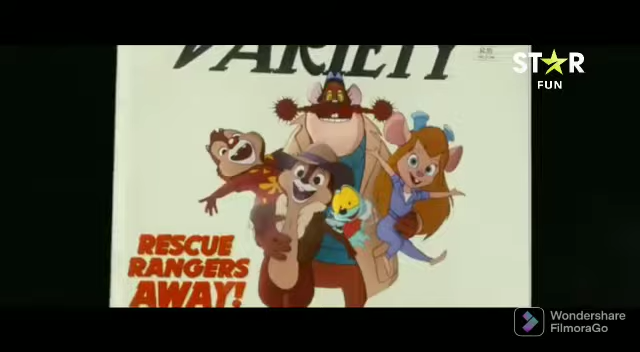 VARIETY
STAR
FUN
RESCUE
RANGERS
AWAY!
Wondershare
FilmoraGo